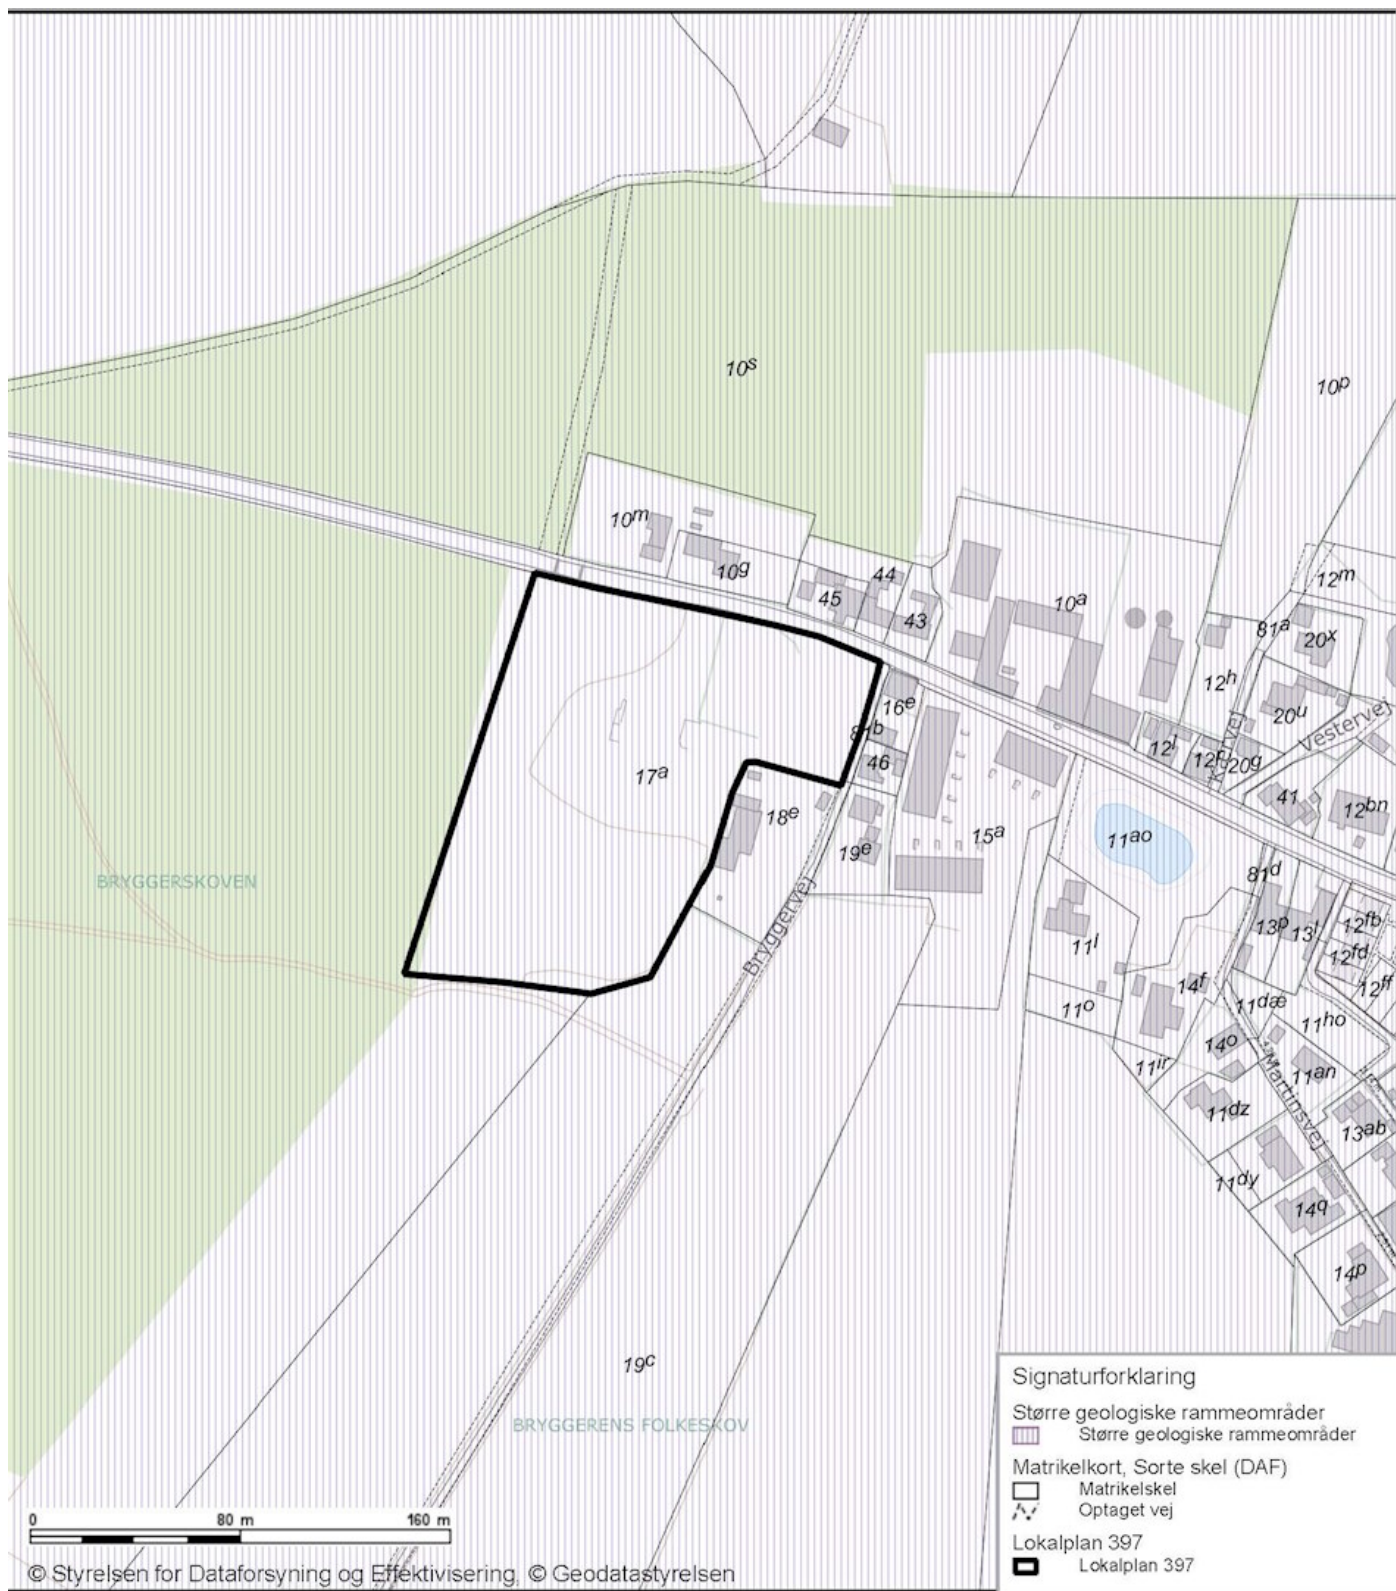 10s
10p
10m
10g
44
45
43
10a
12m
81a
20x
12h
16e
20u
Vestervej
81b
12l
20g
46
17a
41
12bn
18e
15a
11ao
19e
BRYGGERSKOVEN
81d
Bryggervej
13p
12fb
11l
12fd
14f
12ff
11o
11dæ
11ho
14o
11ir
11an
Martinsvej
11dz
13ab
11dy
14q
14p
19c
BRYGGERENS FOLKESKOV
Signaturforklaring
Større geologiske rammeområder
Større geologiske rammeområder
Matrikelkort, Sorte skel (DAF)
Matrikelskel
Optaget vej
Lokalplan 397
Lokalplan 397
0 80 m 160 m
© Styrelsen for Dataforsyning og Effektivisering, © Geodatastyrelsen